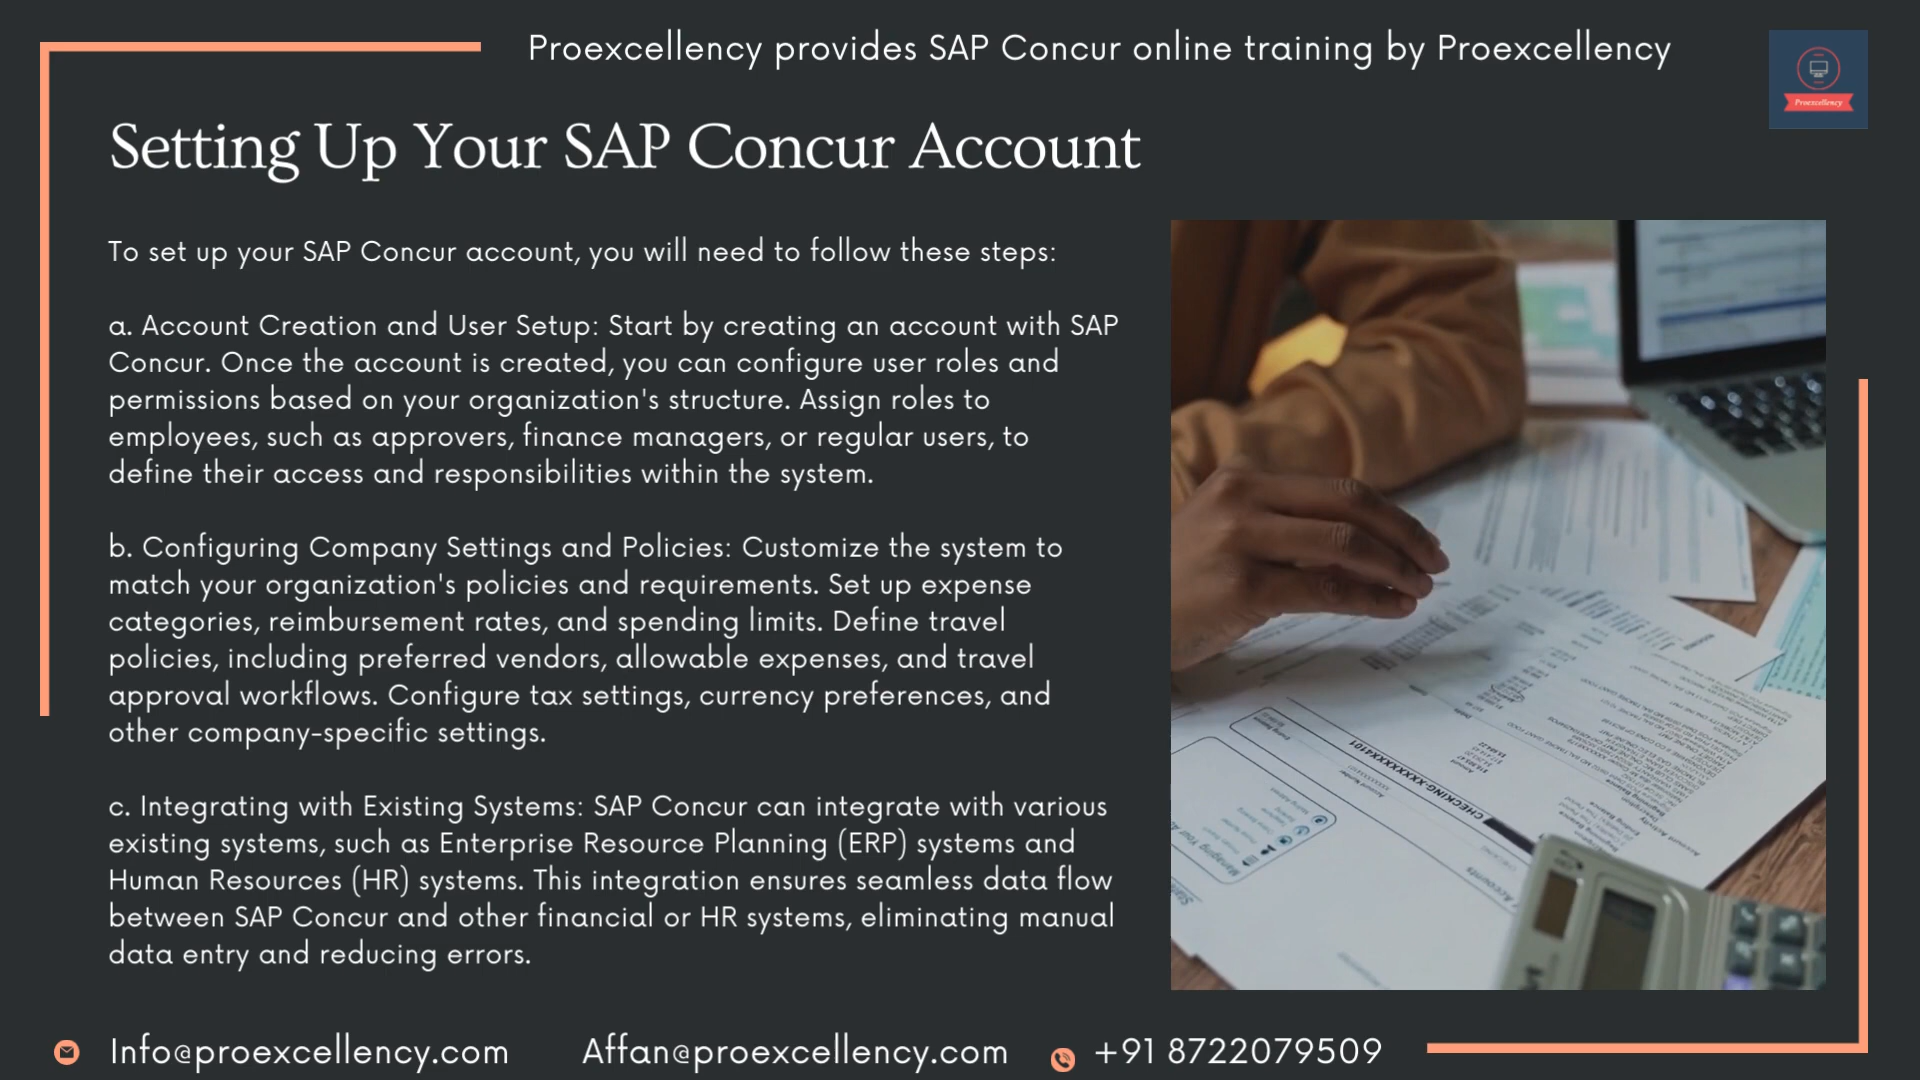 Proexcellency provides SAP Concur online training by Proexcellency
Proexcellency
Setting Up Your SAP Concur Account
To set up your SAP Concur account, you will need to follow these steps:
a. Account Creation and User Setup: Start by creating an account with SAP
Concur. Once the account is created, you can configure user roles and
permissions based on your organization's structure. Assign roles to
employees, such as approvers, finance managers, or regular users, to
define their access and responsibilities within the system.
b. Configuring Company Settings and Policies: Customize the system to
match your organization's policies and requirements. Set up expense
categories, reimbursement rates, and spending limits. Define travel
policies, including preferred vendors, allowable expenses, and travel
approval workflows. Configure tax settings, currency preferences, and
other company-specific settings.
c. Integrating with Existing Systems: SAP Concur can integrate with various
existing systems, such as Enterprise Resource Planning (ERP) systems and
Human Resources (HR) systems. This integration ensures seamless data flow
between SAP Concur and other financial or HR systems, eliminating manual
data entry and reducing errors.
CHECKING-XXXXXXXX4101
Info@proexcellency.com
Affan@proexcellency.com
+91 8722079509